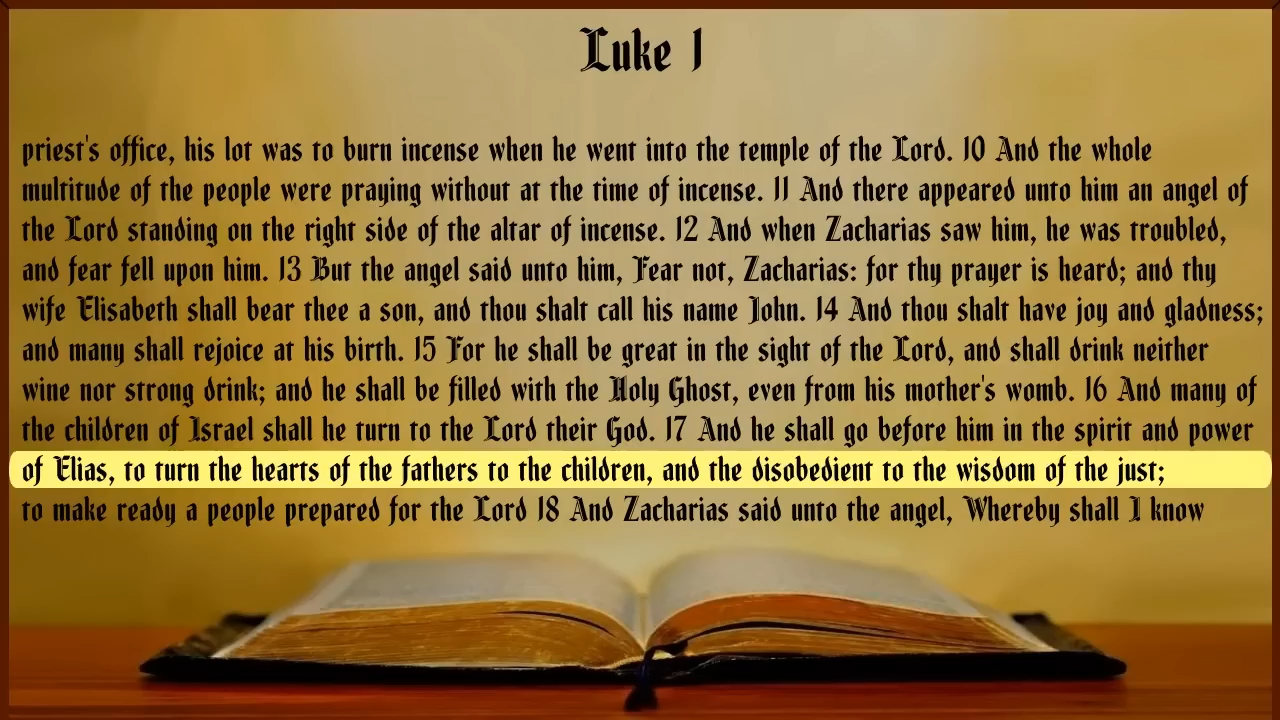 Luke 1
priest's office, his lot was to burn incense when he went into the temple of the Lord. 10 And the whole
multitude of the people were praying without at the time of incense. 11 And there appeared unto him an angel of
the Lord standing on the right side of the altar of incense. 12 And when Zacharias saw him, he was troubled,
and fear fell upon him. 13 But the angel said unto him, Fear not, Zacharias: for thy prayer is heard; and thy
wife Elisabeth shall bear thee a son, and thou shalt call his name John. 14 And thou shalt have joy and gladness;
and many shall rejoice at his birth. 15 For he shall be great in the sight of the Lord, and shall drink neither
wine nor strong drink; and he shall be filled with the Holy Ghost, even from his mother's womb. 16 And many of
the children of Israel shall he turn to the Lord their God. 17 And he shall go before him in the spirit and power
of Elias, to turn the hearts of the fathers to the children, and the disobedient to the wisdom of the just;
to make ready a people prepared for the Lord 18 And Zacharias said unto the angel, Whereby shall I know